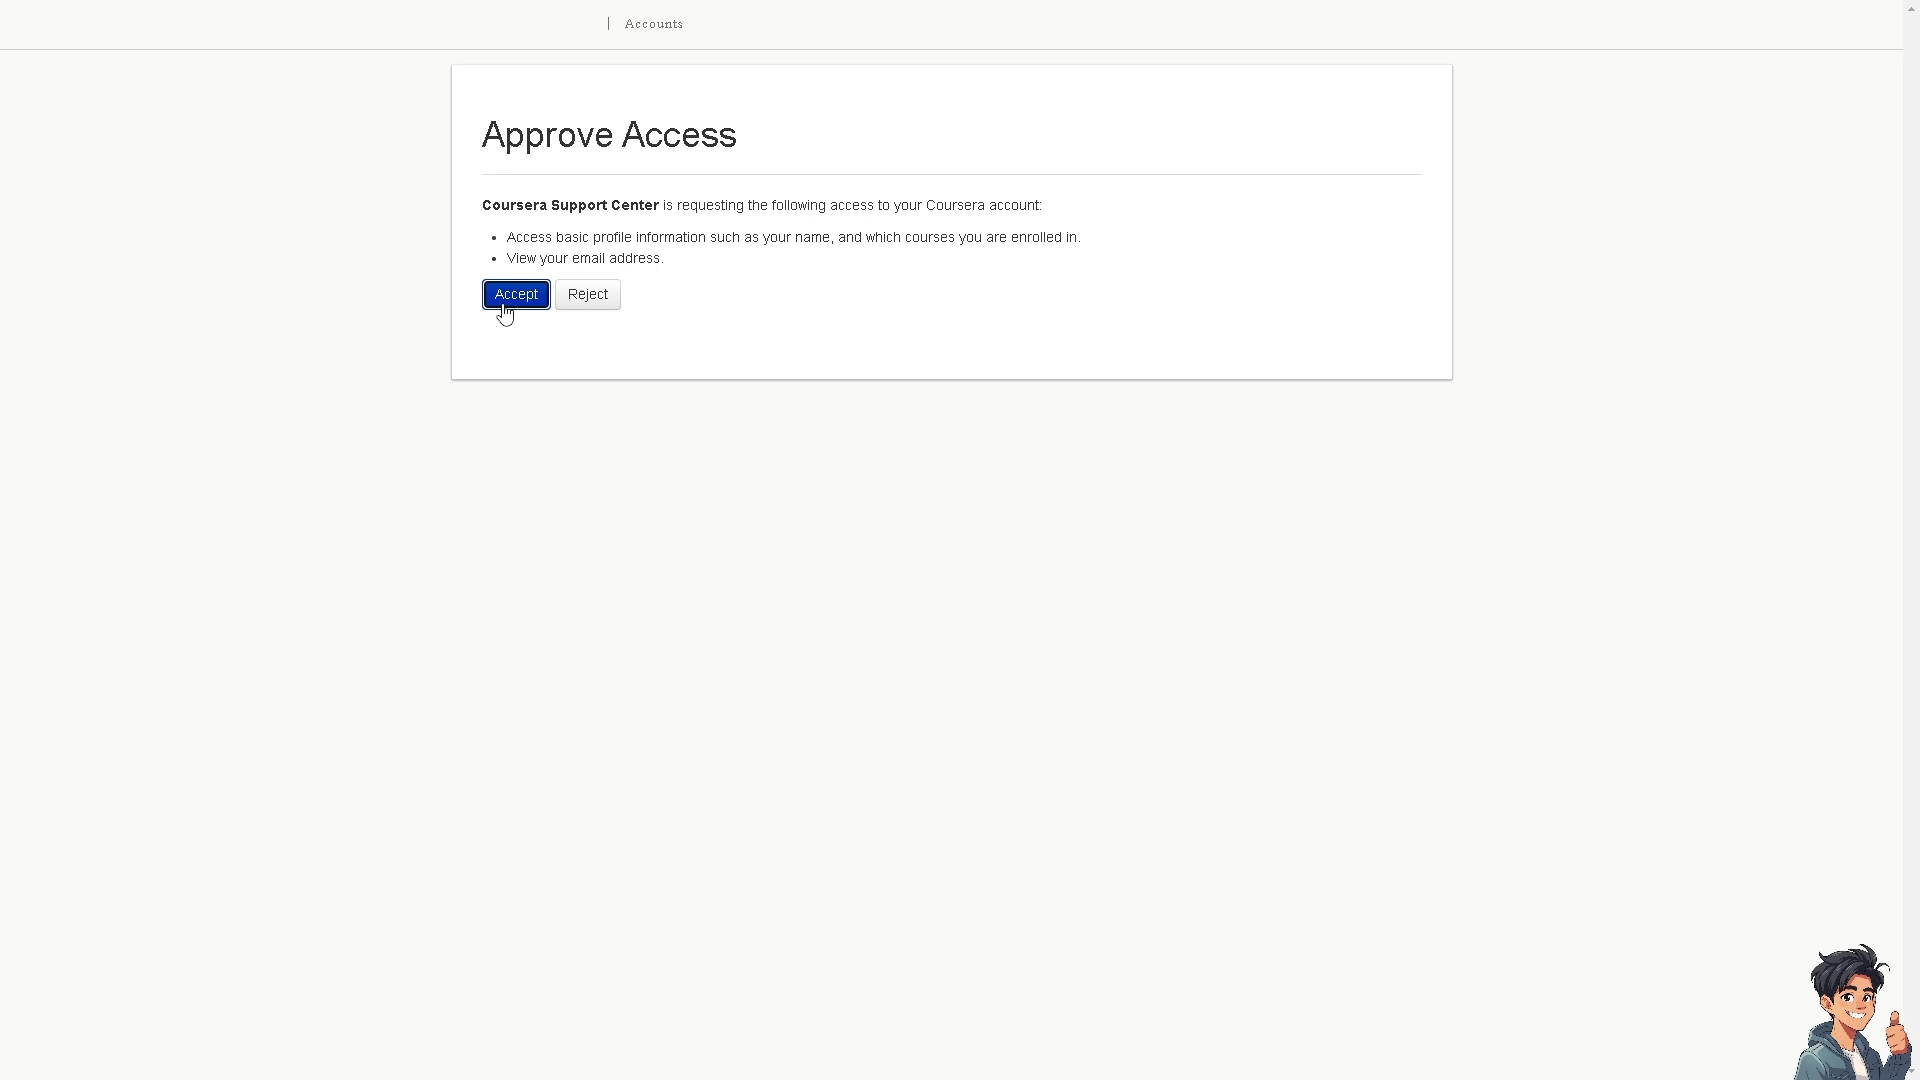 | Accounts
Approve Access
Coursera Support Center is requesting the following access to your Coursera account:
• Access basic profile information such as your name, and which courses you are enrolled in.
• View your email address.
Accept Reject